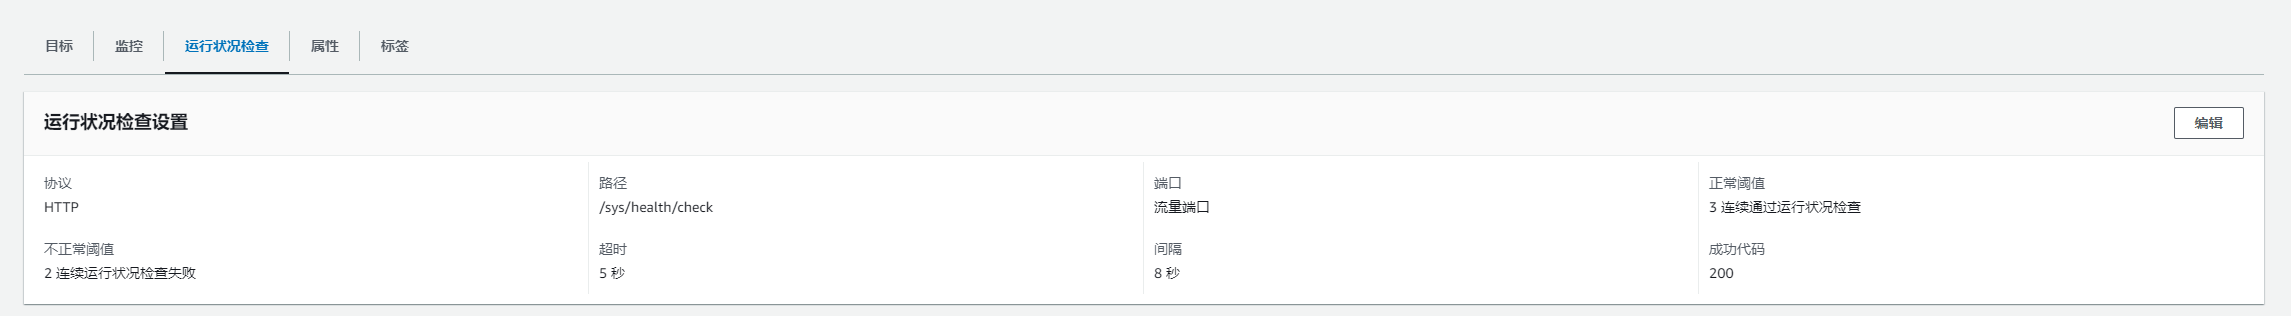 目标 监控 运行状况检查 属性 标签
运行状况检查设置 编辑
协议 路径 端口 正常阈值
HTTP /sys/health/check 流量端口 3 连续通过运行状况检查
不正常阈值 超时 间隔 成功代码
2 连续运行状况检查失败 5 秒 8 秒 200